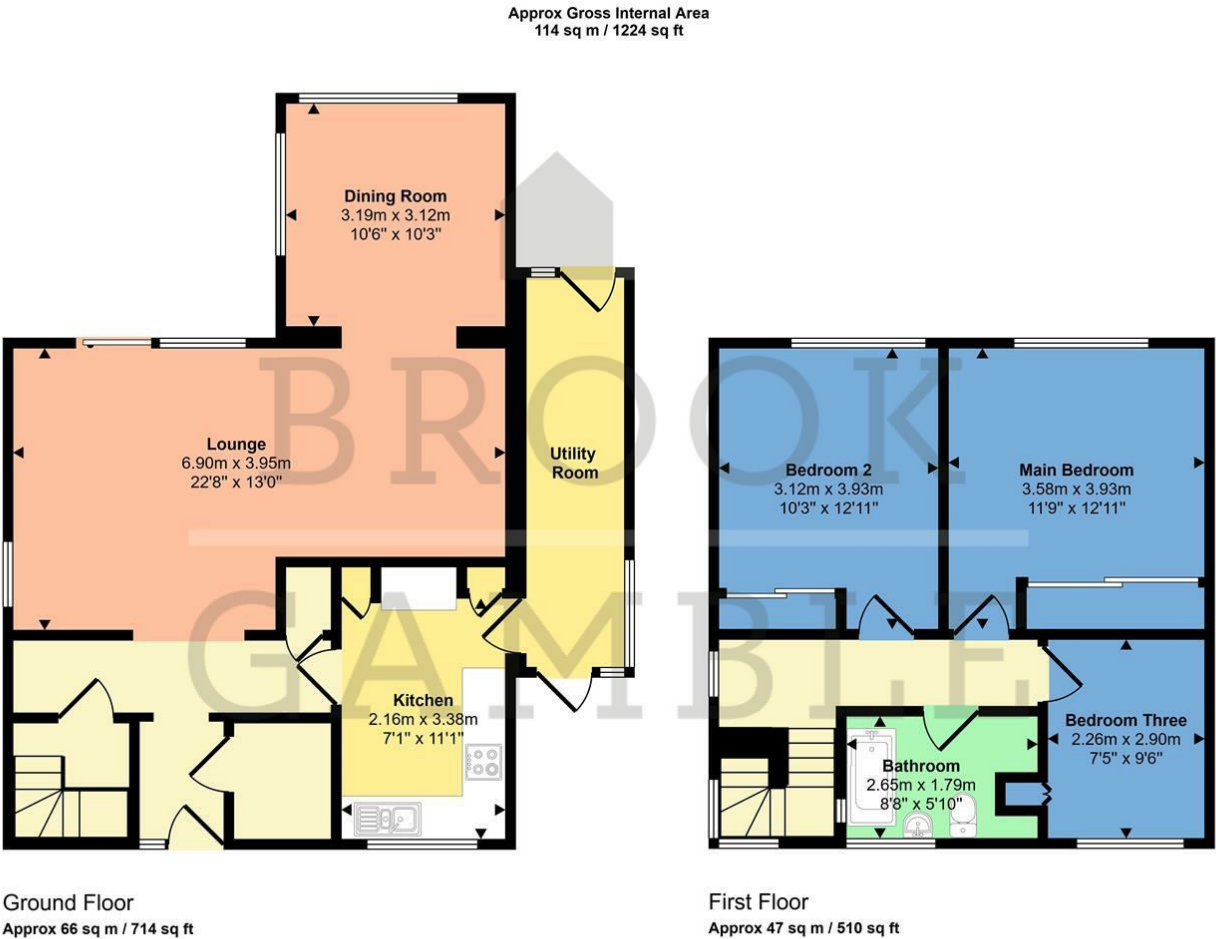 Approx Gross Internal Area
114 sq m / 1224 sq ft
Dining Room
3.19m x 3.12m
10'6" x 10'3"
Lounge
6.90m x 3.95m
22'8" x 13'0"
Utility
Room
Kitchen
2.16m x 3.38m
7'1" x 11'1"
Ground Floor
Approx 66 sq m / 714 sq ft
Bedroom 2
3.12m x 3.93m
10'3" x 12'11"
Main Bedroom
3.58m x 3.93m
11'9" x 12'11"
Bedroom Three
2.26m x 2.90m
7'5" x 9'6"
Bathroom
2.65m x 1.79m
8'8" x 5'10"
First Floor
Approx 47 sq m / 510 sq ft
BROOK
GAMBLE